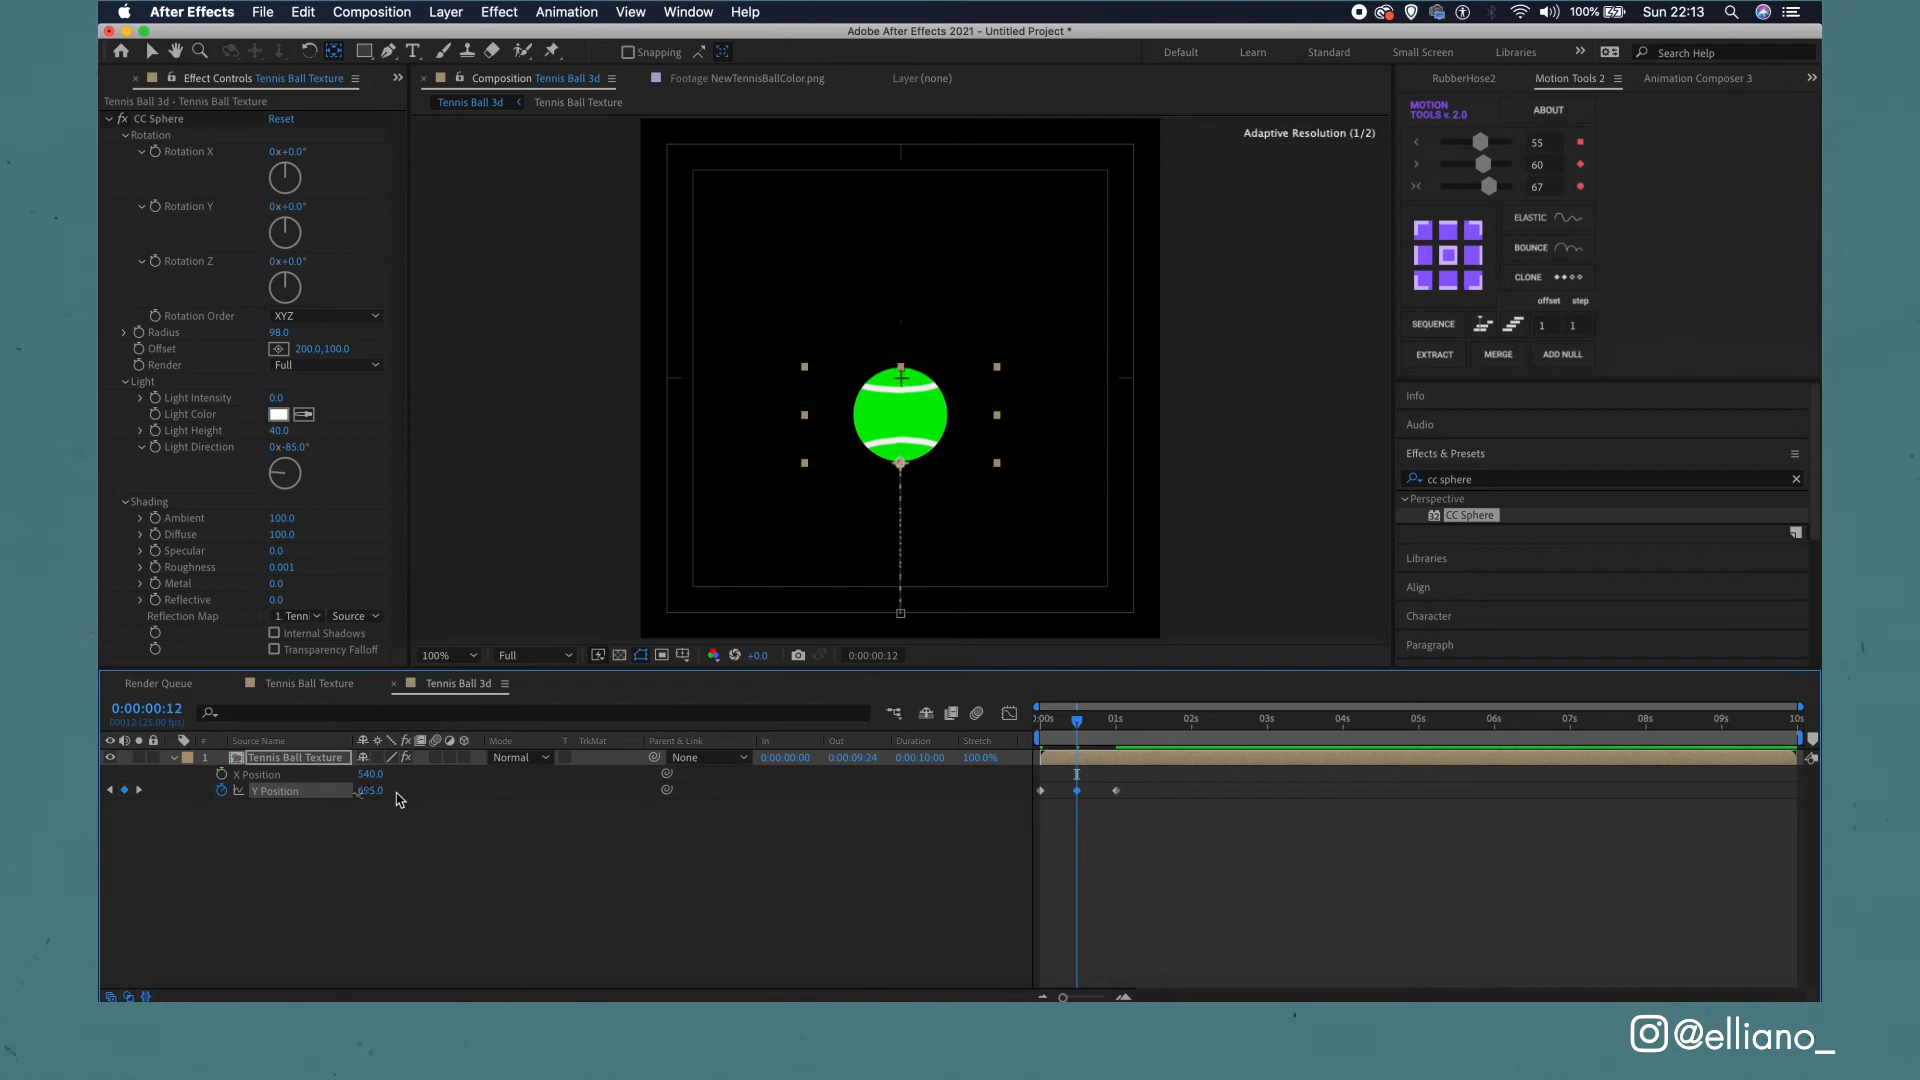 After Effects File Edit Composition Layer Effect Animation View Window Help 100% Sun 22:13
Adobe After Effects 2021 - Untitled Project *
Snapping Default Learn Standard Small Screen Libraries Search Help
Effect Controls Tennis Ball Texture Composition Tennis Ball 3d Footage NewTennisBallColor.png Layer (none) RubberHose2 Motion Tools 2 Animation Composer 3
Tennis Ball 3d • Tennis Ball Texture
Tennis Ball 3d Tennis Ball Texture
fx CC Sphere Reset
Rotation
Rotation X 0x+0.0°
Rotation Y 0x+0.0°
Rotation Z 0x+0.0°
Rotation Order XYZ
Radius 98.0
Offset 200.0,100.0
Render Full
Light
Light Intensity 0.0
Light Color
Light Height 40.0
Light Direction 0x-85.0°
Shading
Ambient 100.0
Diffuse 100.0
Specular 0.0
Roughness 0.001
Metal 0.0
Reflective 0.0
Reflection Map 1. Tenni Source
Internal Shadows
Transparency Falloff
Adaptive Resolution (1/2)
100% Full +0.0 0:00:00:12
MOTION TOOLS v. 2.0 ABOUT
55
60
67
ELASTIC
BOUNCE
CLONE
offset step
SEQUENCE 1 1
EXTRACT MERGE ADD NULL
Info
Audio
Effects & Presets
cc sphere
Perspective
32 CC Sphere
Libraries
Align
Character
Paragraph
Render Queue Tennis Ball Texture Tennis Ball 3d
0:00:00:12
00012 (25.00 fps)
:00s 01s 02s 03s 04s 05s 06s 07s 08s 09s 10s
# Source Name fx Mode T TrkMat Parent & Link In Out Duration Stretch
1 Tennis Ball Texture fx Normal None 0:00:00:00 0:00:09:24 0:00:10:00 100.0%
X Position 540.0
Y Position 695.0
@elliano_